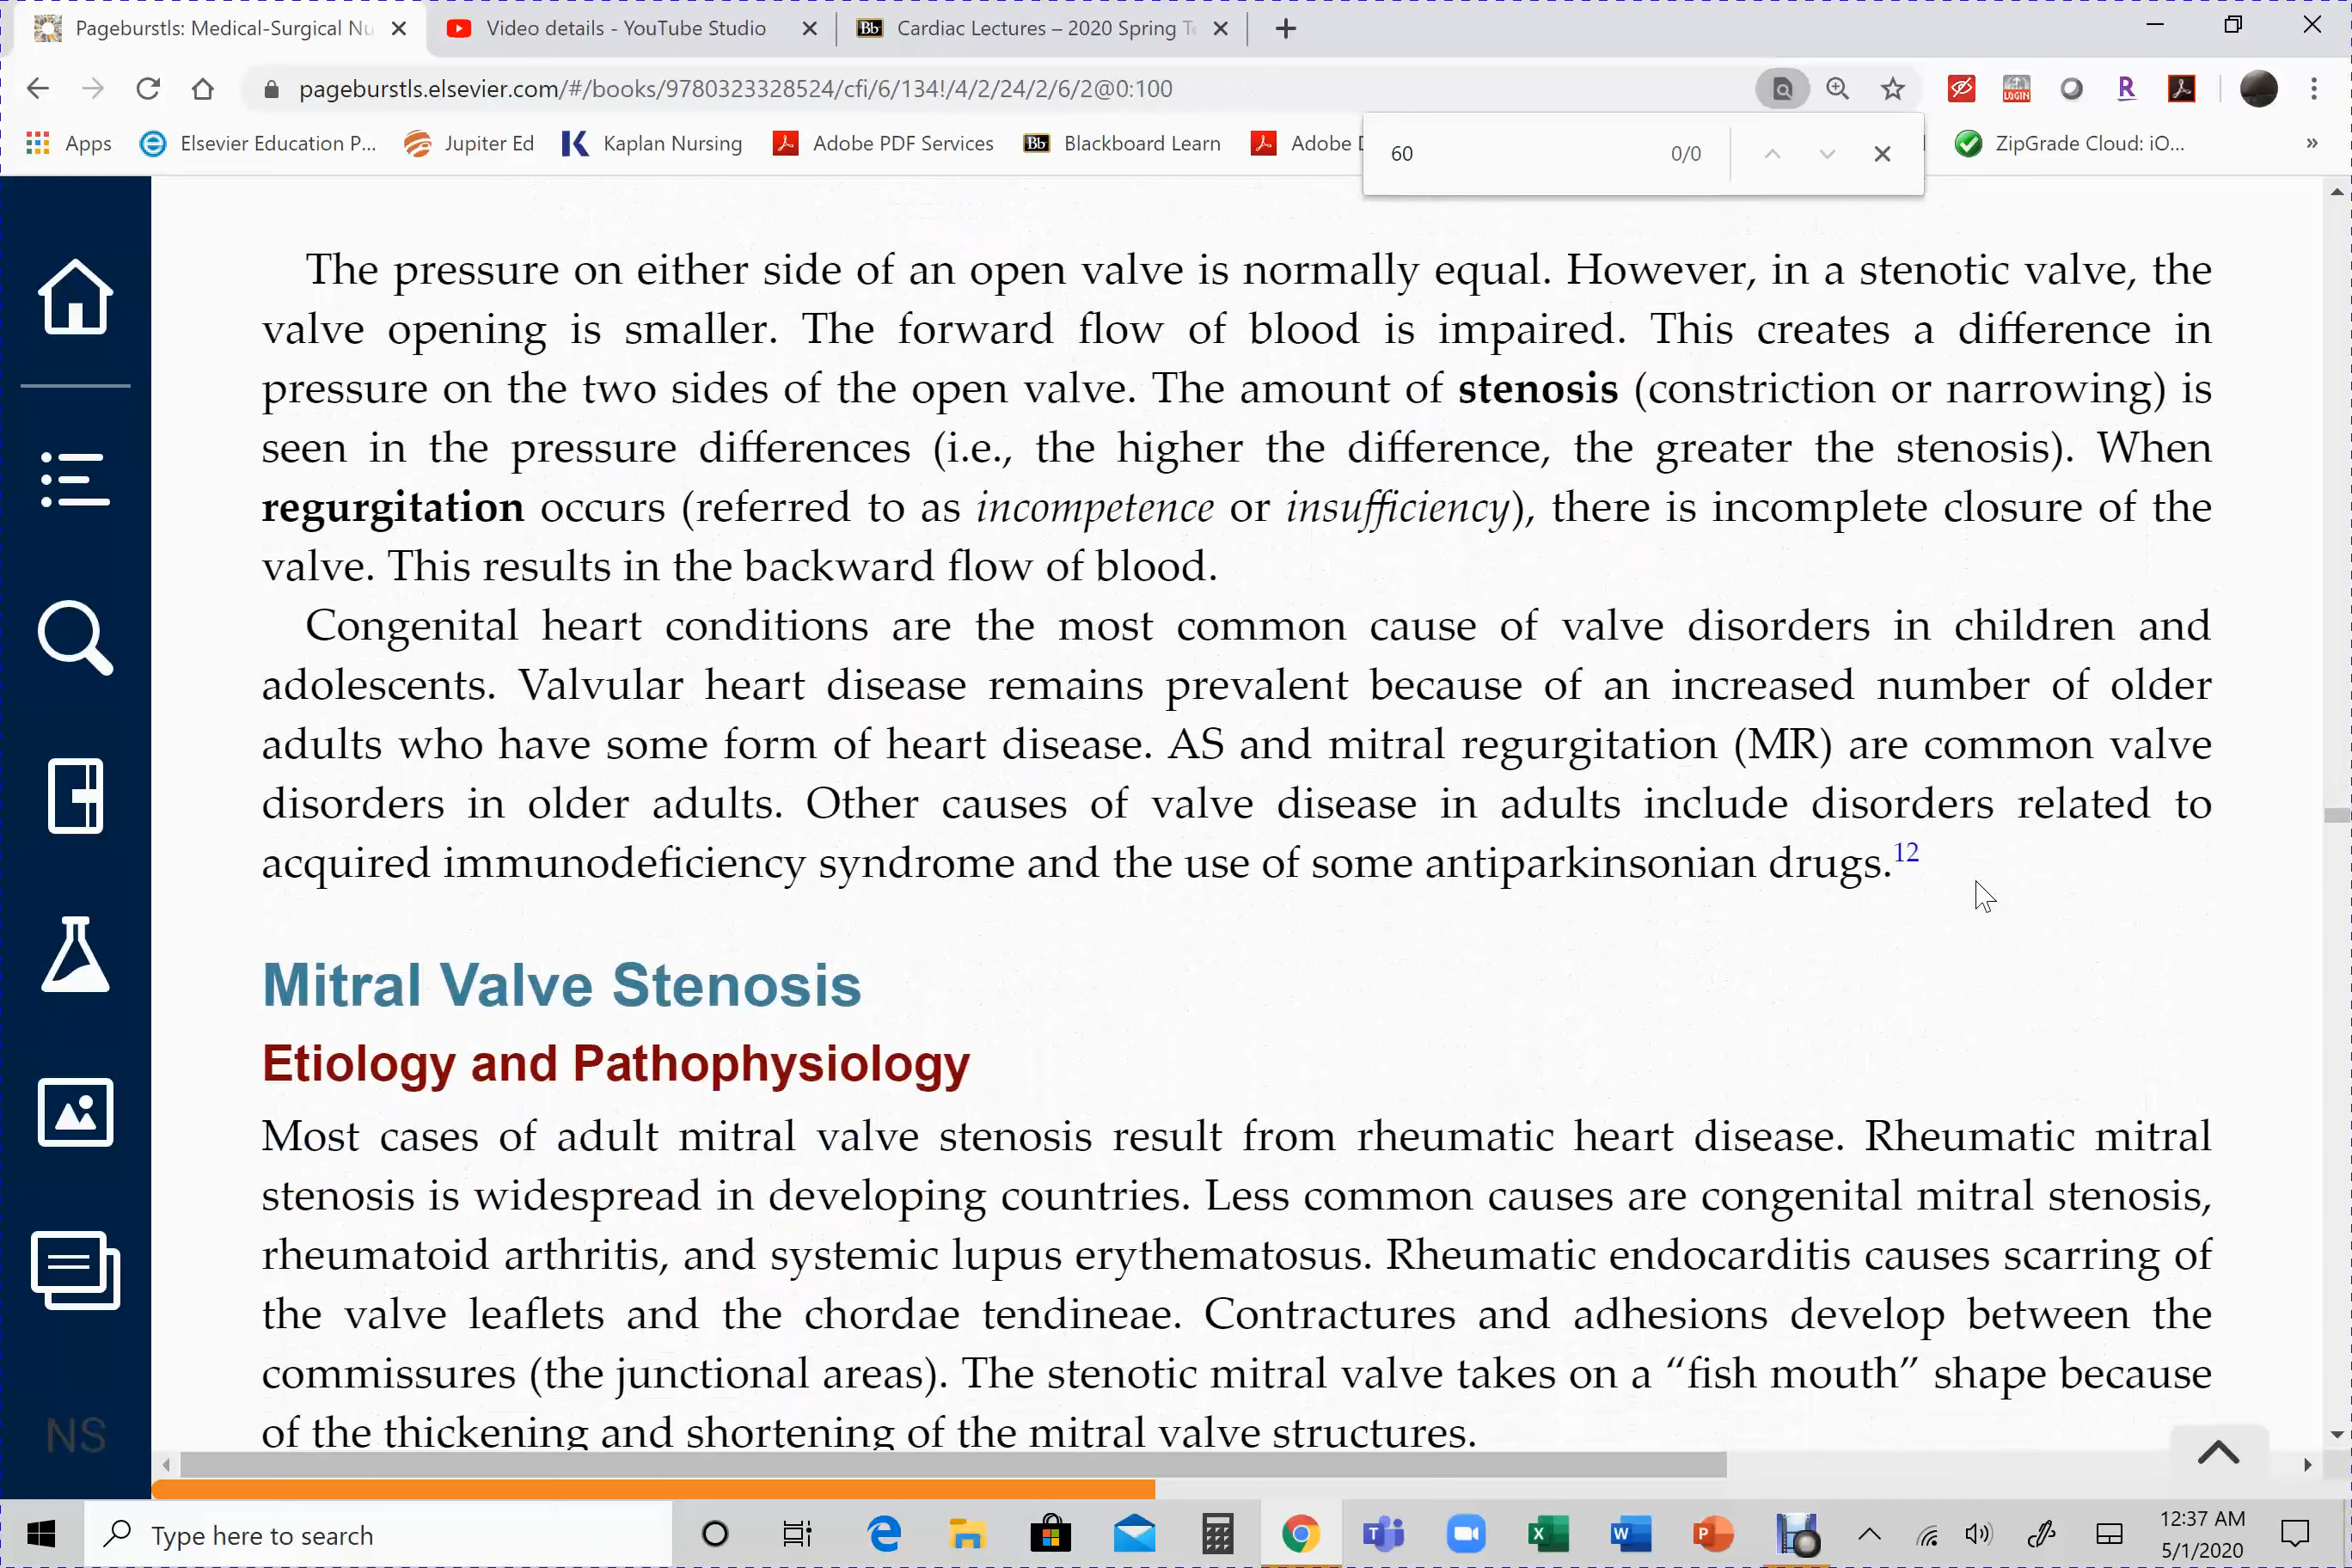 Pageburstls: Medical-Surgical Nu
Video details - YouTube Studio
Bb Cardiac Lectures – 2020 Spring Te
pageburstls.elsevier.com/#/books/9780323328524/cfi/6/134!/4/2/24/2/6/2@0:100
LOGIN
R
Apps
Elsevier Education P...
Jupiter Ed
Kaplan Nursing
Adobe PDF Services
Bb Blackboard Learn
Adobe
60 0/0
ZipGrade Cloud: iO...
»
The pressure on either side of an open valve is normally equal. However, in a stenotic valve, the
valve opening is smaller. The forward flow of blood is impaired. This creates a difference in
pressure on the two sides of the open valve. The amount of stenosis (constriction or narrowing) is
seen in the pressure differences (i.e., the higher the difference, the greater the stenosis). When
regurgitation occurs (referred to as incompetence or insufficiency), there is incomplete closure of the
valve. This results in the backward flow of blood.
Congenital heart conditions are the most common cause of valve disorders in children and
adolescents. Valvular heart disease remains prevalent because of an increased number of older
adults who have some form of heart disease. AS and mitral regurgitation (MR) are common valve
disorders in older adults. Other causes of valve disease in adults include disorders related to
acquired immunodeficiency syndrome and the use of some antiparkinsonian drugs.12
Mitral Valve Stenosis
Etiology and Pathophysiology
Most cases of adult mitral valve stenosis result from rheumatic heart disease. Rheumatic mitral
stenosis is widespread in developing countries. Less common causes are congenital mitral stenosis,
rheumatoid arthritis, and systemic lupus erythematosus. Rheumatic endocarditis causes scarring of
the valve leaflets and the chordae tendineae. Contractures and adhesions develop between the
commissures (the junctional areas). The stenotic mitral valve takes on a “fish mouth” shape because
of the thickening and shortening of the mitral valve structures.
NS
Type here to search
12:37 AM
5/1/2020